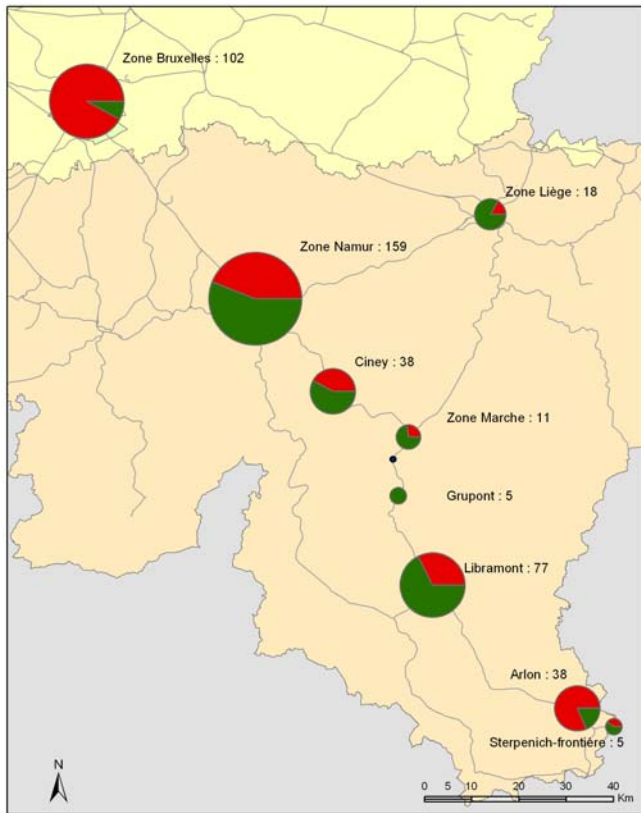 Zone Bruxelles : 102
Zone Liège : 18
Zone Namur : 159
Ciney : 38
Zone Marche : 11
Grupont : 5
Libramont : 77
Arlon : 38
Sterpenich-frontière : 5
N
0 5 10 20 30 40
Km